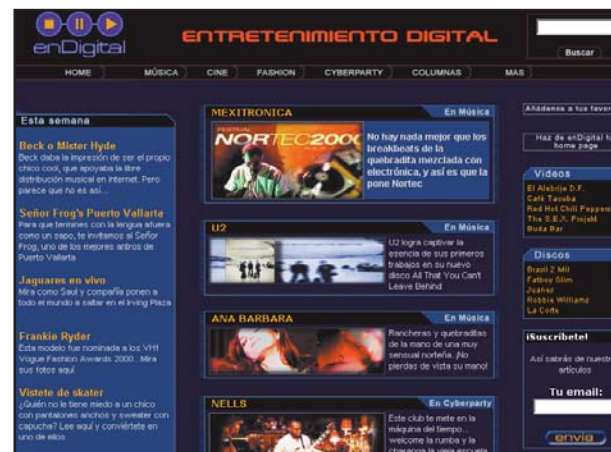 enDigital
ENTRETENIMIENTO DIGITAL
Buscar
HOME
MÚSICA
CINE
FASHION
CYBERPARTY
COLUMNAS
MAS
Esta semana
Beck o Mister Hyde
Beck daba la impresión de ser el propio
chico cool, que apoyaba la libre
distribución musical en internet. Pero
parece que no es así...
Señor Frog's Puerto Vallarta
Para que termines con la lengua afuera
como un sapo, te invitamos al Señor
Frog, uno de los mejores antros de
Puerto Vallarta
Jaguares en vivo
Mira como Saul y compañía ponen a
todo el mundo a saltar en el Irving Plaza
Frankie Ryder
Esta modelo fue nominada a los VH1
Vogue Fashion Awards 2000. Mira
sus fotos aquí
Vístete de skater
¿Quién no le tiene miedo a un chico
con pantalones anchos y sweater con
capucha? Lee aquí y conviértete en
uno de ellos
MEXITRONICA
En Música
FESTIVAL
NORTEC2000
No hay nada mejor que los
breakbeats de la
quebradita mezclada con
electrónica, y así es que la
pone Nortec
U2
En Música
U2 logra captivar la
esencia de sus primeros
trabajos en su nuevo
disco All That You Can't
Leave Behind
ANA BARBARA
En Música
Rancheras y quebraditas
de la mano de una muy
sensual norteña. ¡No
pierdas de vista su mano!
NELLS
En Cyberparty
Este club te mete en la
máquina del tiempo...
welcome la rumba y la
charanga la vieja escuela
Añádenos a tus favor
Haz de enDigital tu
home page
Videos
El Alebrije D.F.
Café Tacuba
Red Hot Chili Peppers
The S.E.X. Projekt
Buda Bar
Discos
Brazil 2 Mil
Fatboy Slim
Juanes
Robbie Williams
La Corte
¡Suscríbete!
Así sabrás de nuestr
artículos
Tu email:
envía